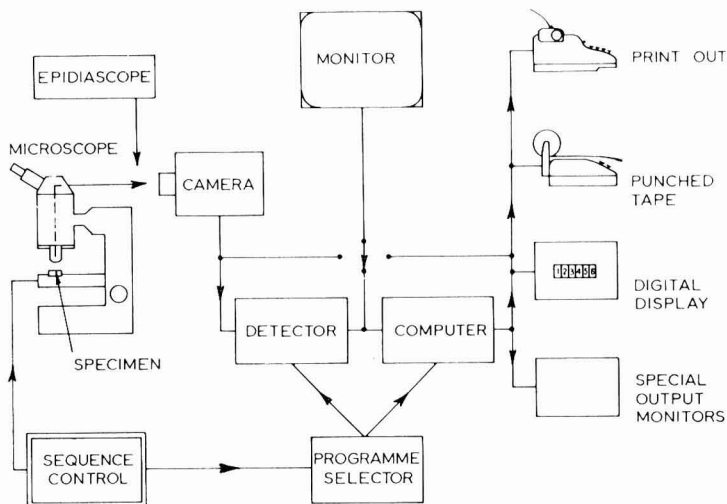 EPIDIASCOPE
MONITOR
PRINT OUT
MICROSCOPE
CAMERA
PUNCHED
TAPE
123456
DIGITAL
DISPLAY
DETECTOR
COMPUTER
SPECIMEN
SPECIAL
OUTPUT
MONITORS
SEQUENCE
CONTROL
PROGRAMME
SELECTOR